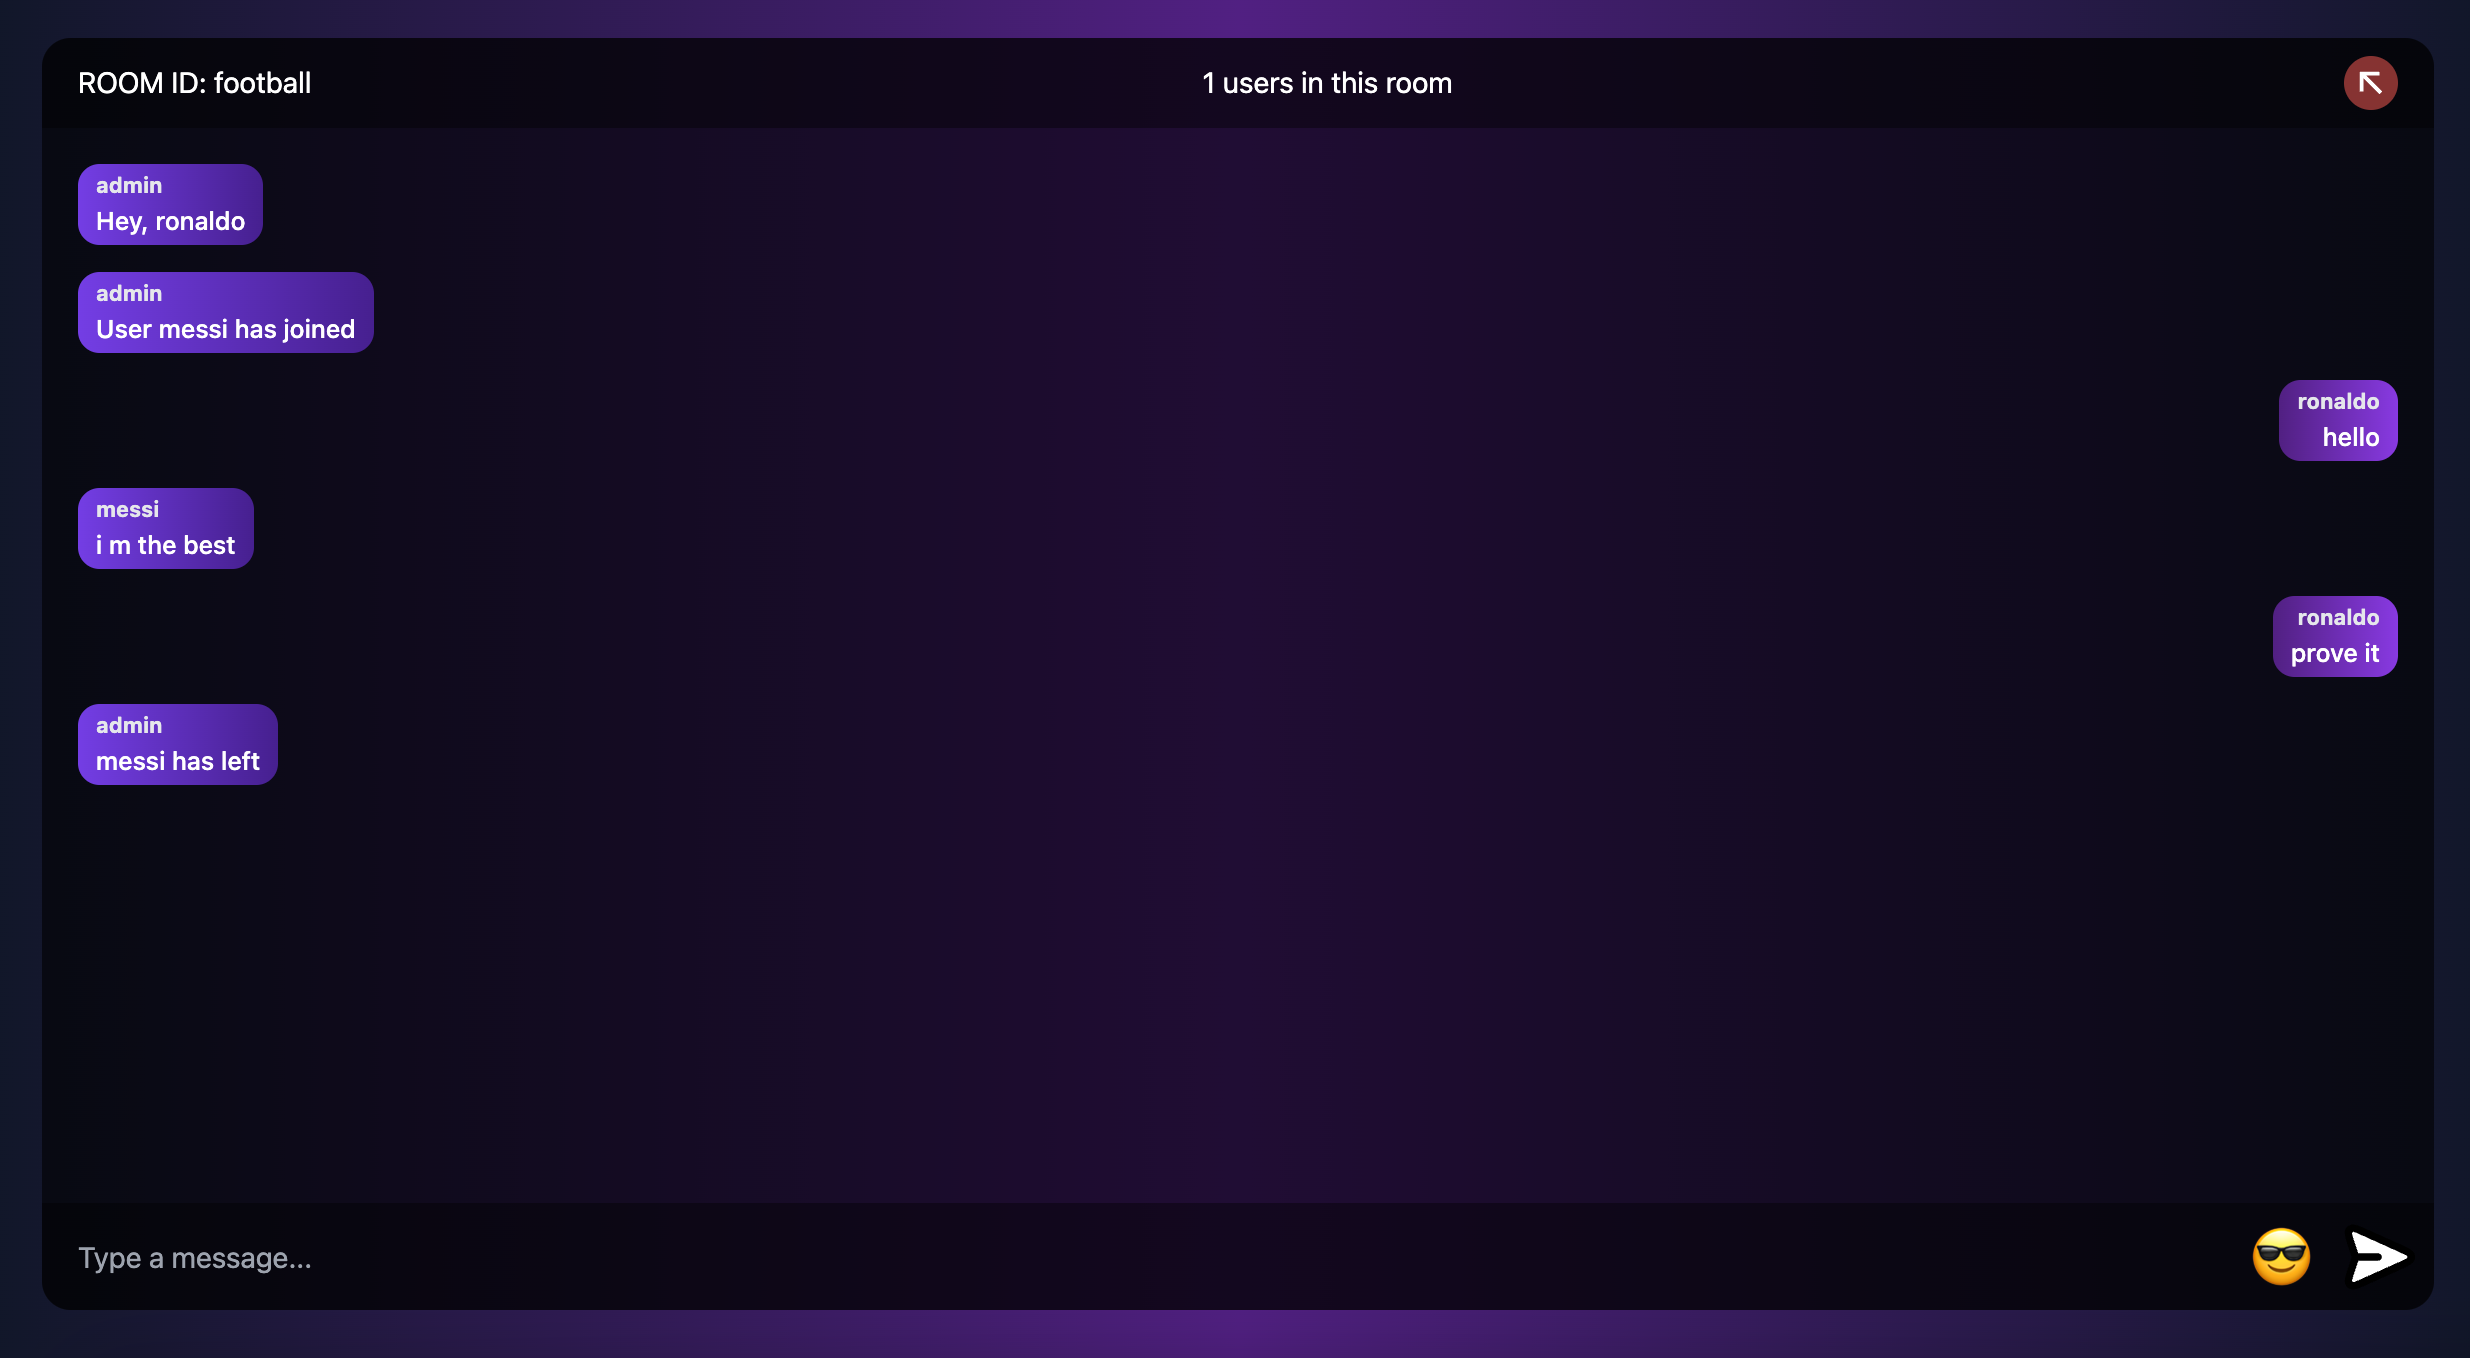 ROOM ID: football
1 users in this room
admin
Hey, ronaldo
admin
User messi has joined
ronaldo
hello
messi
i m the best
ronaldo
prove it
admin
messi has left
Type a message...